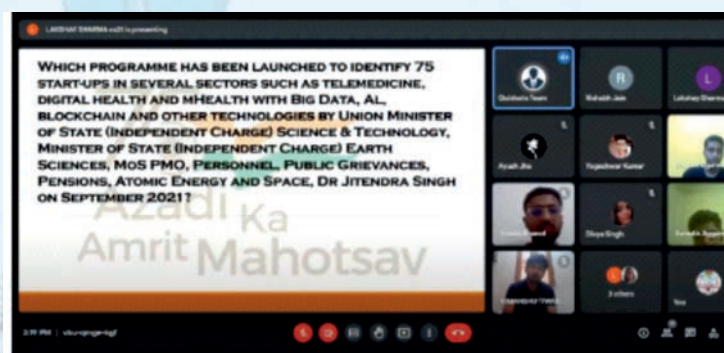 LAKSHAY SHARMA is presenting
WHICH PROGRAMME HAS BEEN LAUNCHED TO IDENTIFY 75
START-UPS IN SEVERAL SECTORS SUCH AS TELEMEDICINE,
DIGITAL HEALTH AND MHEALTH WITH BIG DATA, AL,
BLOCKCHAIN AND OTHER TECHNOLOGIES BY UNION MINISTER
OF STATE (INDEPENDENT CHARGE) SCIENCE & TECHNOLOGY,
MINISTER OF STATE (INDEPENDENT CHARGE) EARTH
SCIENCES, MOS PMO, PERSONNEL, PUBLIC GRIEVANCES,
PENSIONS, ATOMIC ENERGY AND SPACE, DR JITENDRA SINGH
ON SEPTEMBER 2021?
Azadi Ka
Amrit Mahotsav
Team
R
Rishabh Jain
L
Lakshay Sharma
Ayush Jha
Yogeshwar Kumar
Divya Singh
L
3 others
You
2:19 PM